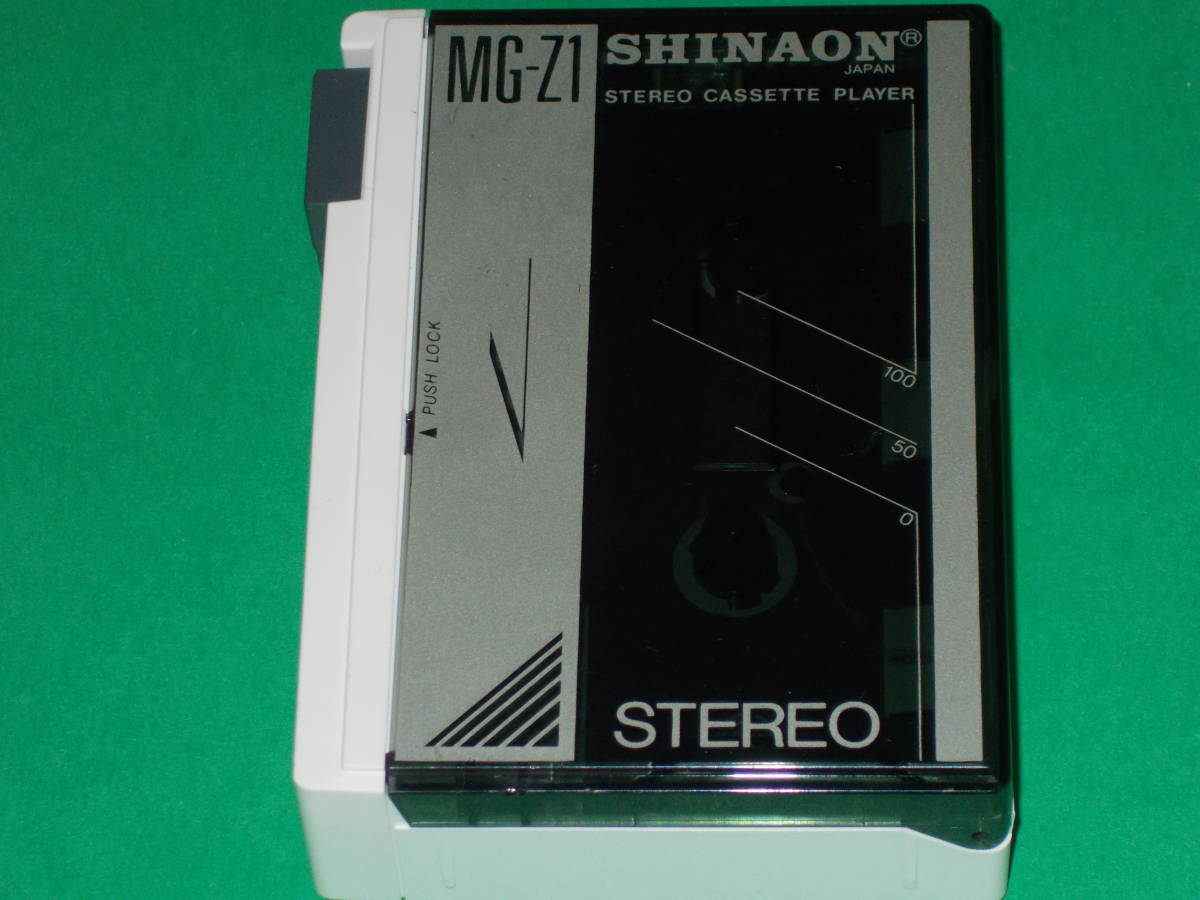 MG-Z1
SHINAON®
JAPAN
STEREO CASSETTE PLAYER
▲ PUSH LOCK
100
50
0
STEREO